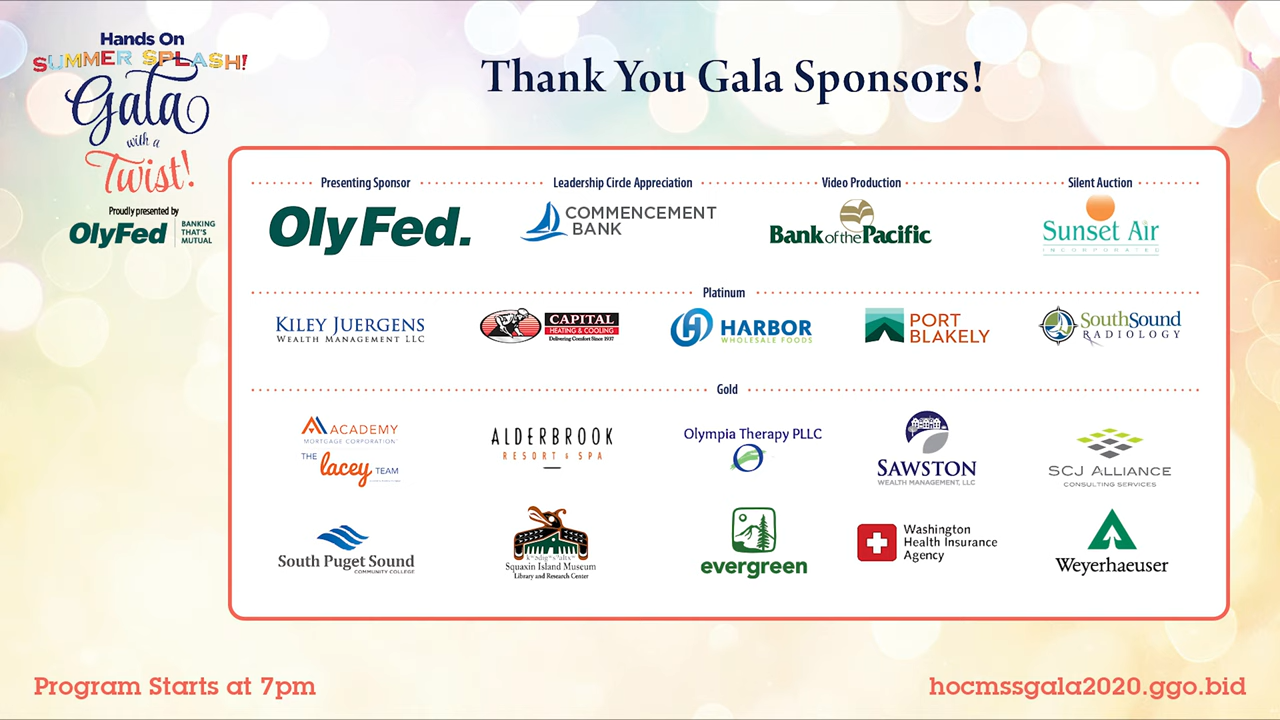 Hands On
SUMMER SPLASH!
Gala
with a
Twist!
Proudly presented by
OlyFed
BANKING
THAT'S
MUTUAL
Thank You Gala Sponsors!
Presenting Sponsor
Leadership Circle Appreciation
Video Production
Silent Auction
OlyFed.
COMMENCEMENT
BANK
Bank of the Pacific
Sunset Air
INCORPORATED
Platinum
KILEY JUERGENS
WEALTH MANAGEMENT LLC
CAPITAL
HEATING & COOLING
Delivering Comfort Since 1937
HARBOR
WHOLESALE FOODS
PORT
BLAKELY
SouthSound
RADIOLOGY
Gold
ACADEMY
MORTGAGE CORPORATION
THE lacey TEAM
ALDERBROOK
RESORT & SPA
Olympia Therapy PLLC
SAWSTON
WEALTH MANAGEMENT, LLC
SCJ ALLIANCE
CONSULTING SERVICES
South Puget Sound
COMMUNITY COLLEGE
Squaxin Island Museum
Library and Research Center
evergreen
Washington
Health Insurance
Agency
Weyerhaeuser
Program Starts at 7pm
hocmssgala2020.ggo.bid